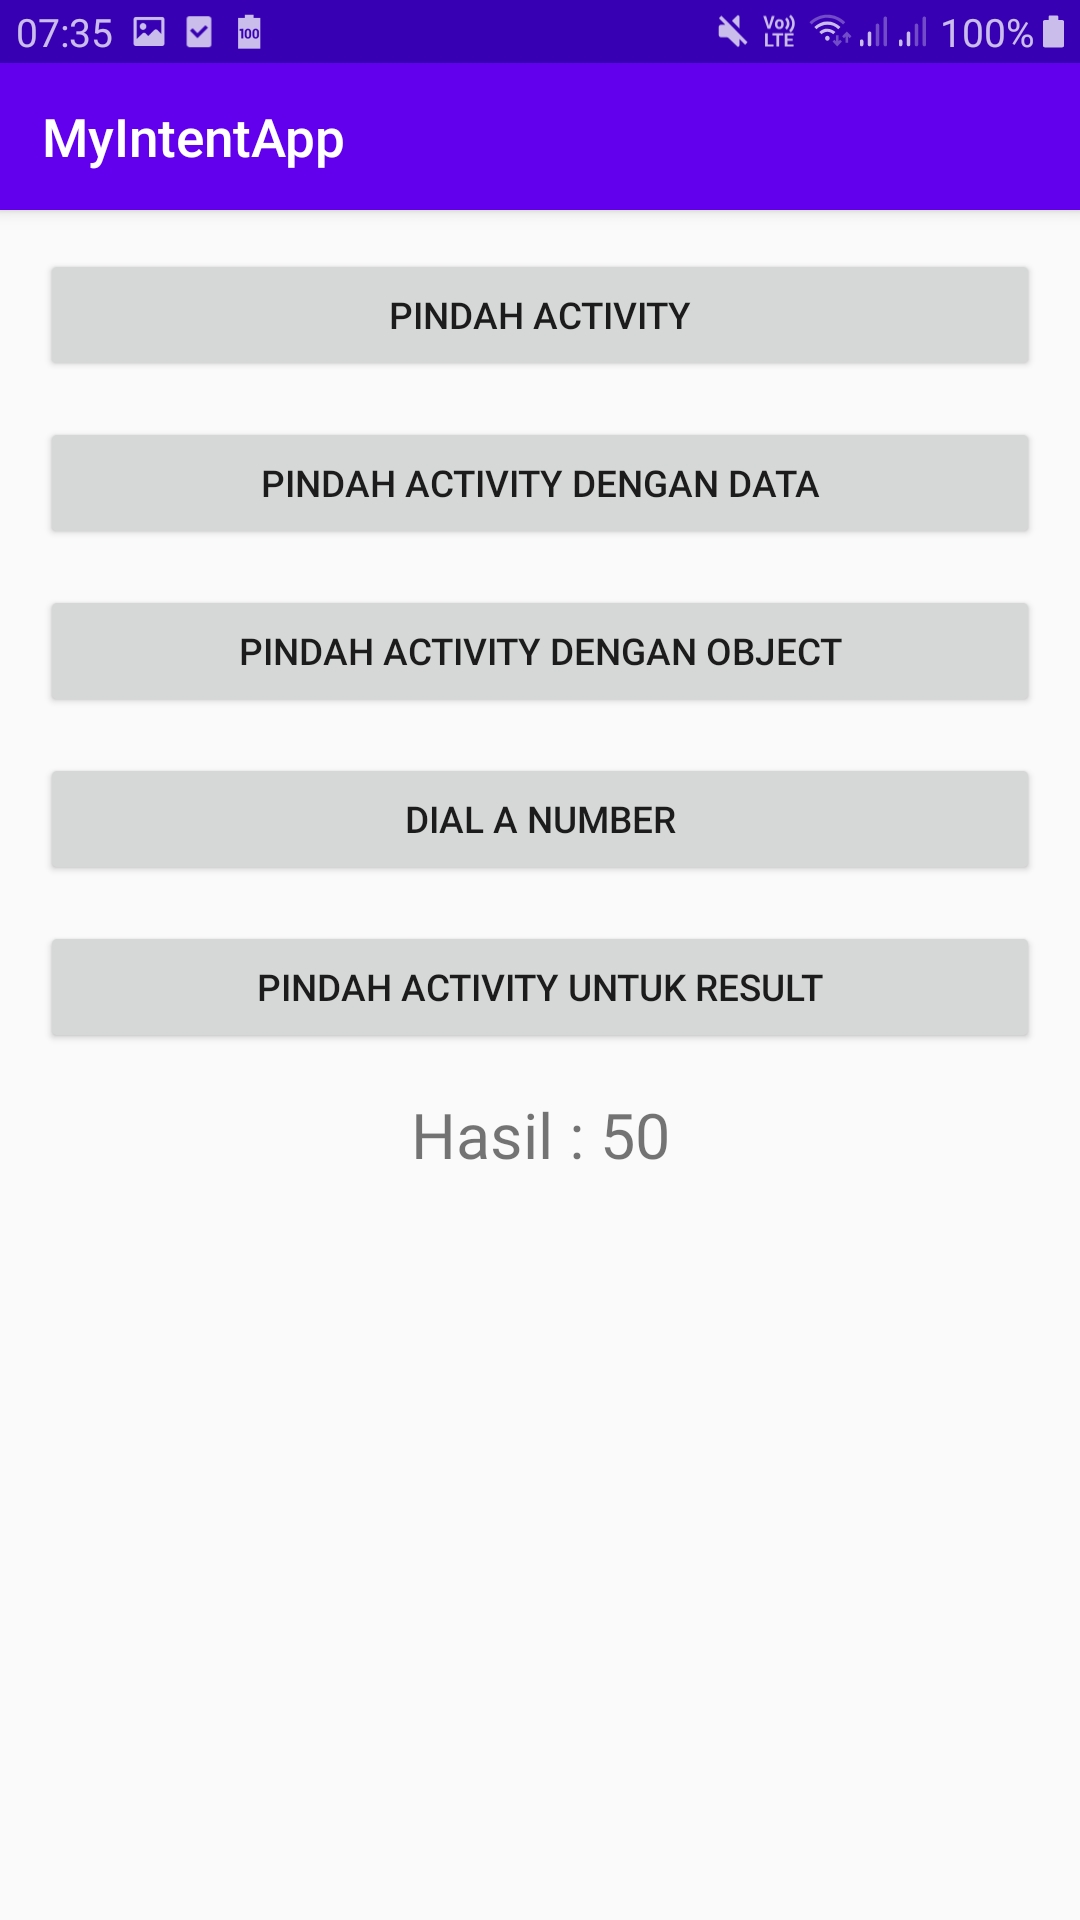 07:35 100 Vo)) LTE 100%
MyIntentApp
PINDAH ACTIVITY
PINDAH ACTIVITY DENGAN DATA
PINDAH ACTIVITY DENGAN OBJECT
DIAL A NUMBER
PINDAH ACTIVITY UNTUK RESULT
Hasil : 50